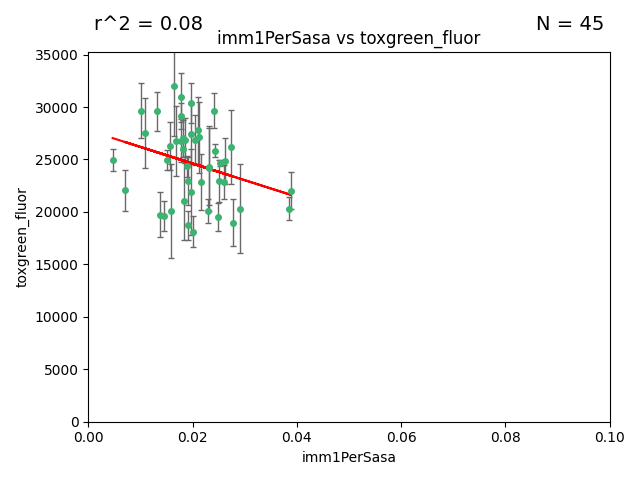 r^2 = 0.08
N = 45
imm1PerSasa vs toxgreen_fluor
35000
30000
25000
20000
15000
10000
5000
0
toxgreen_fluor
0.00
0.02
0.04
0.06
0.08
0.10
imm1PerSasa